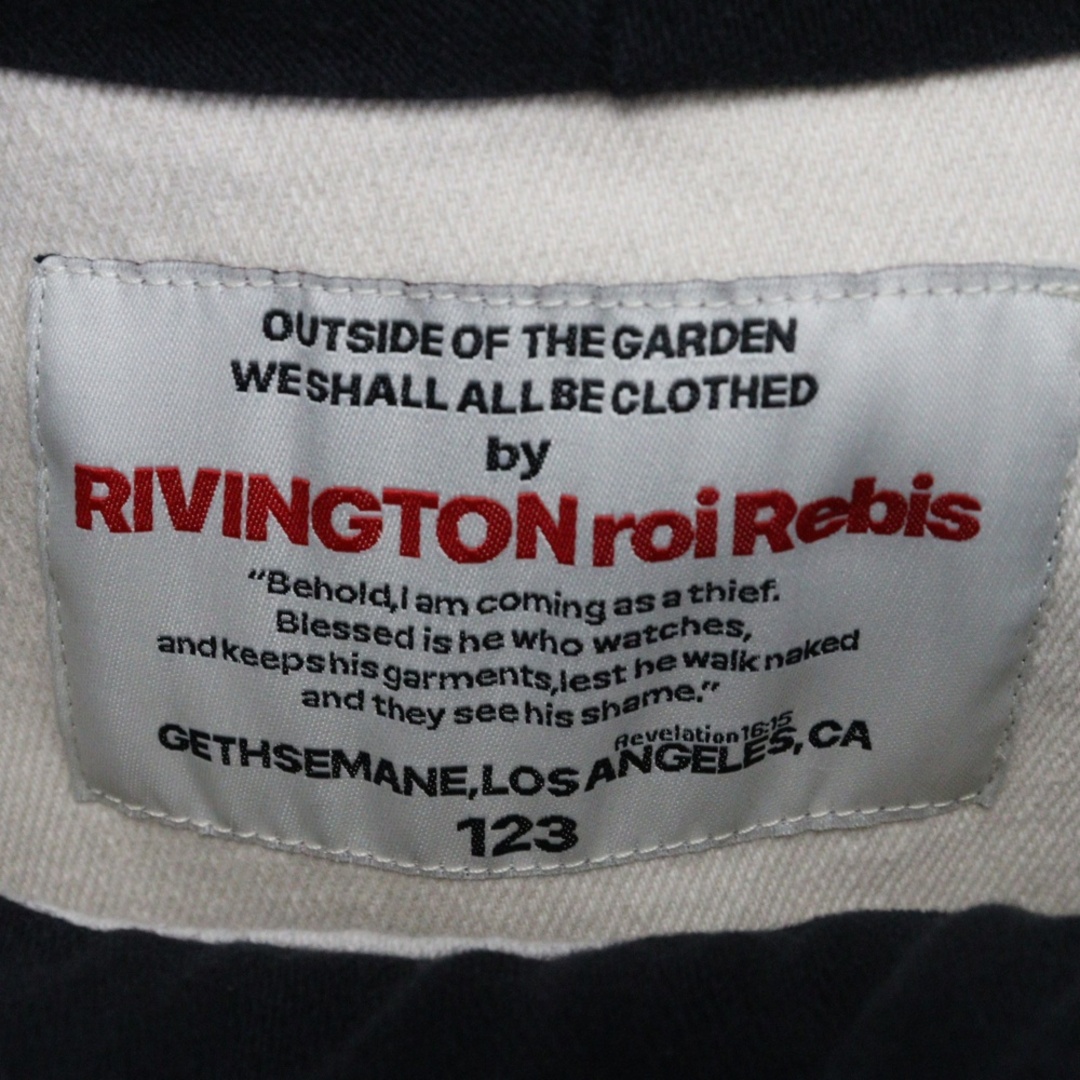 OUTSIDE OF THE GARDEN
WE SHALL ALL BE CLOTHED
by
RIVINGTON roi Rebis
“Behold, I am coming as a thief.
Blessed is he who watches,
and keeps his garments, lest he walk naked
and they see his shame.”
Revelation 16:15
GETHSEMANE, LOS ANGELES, CA
123